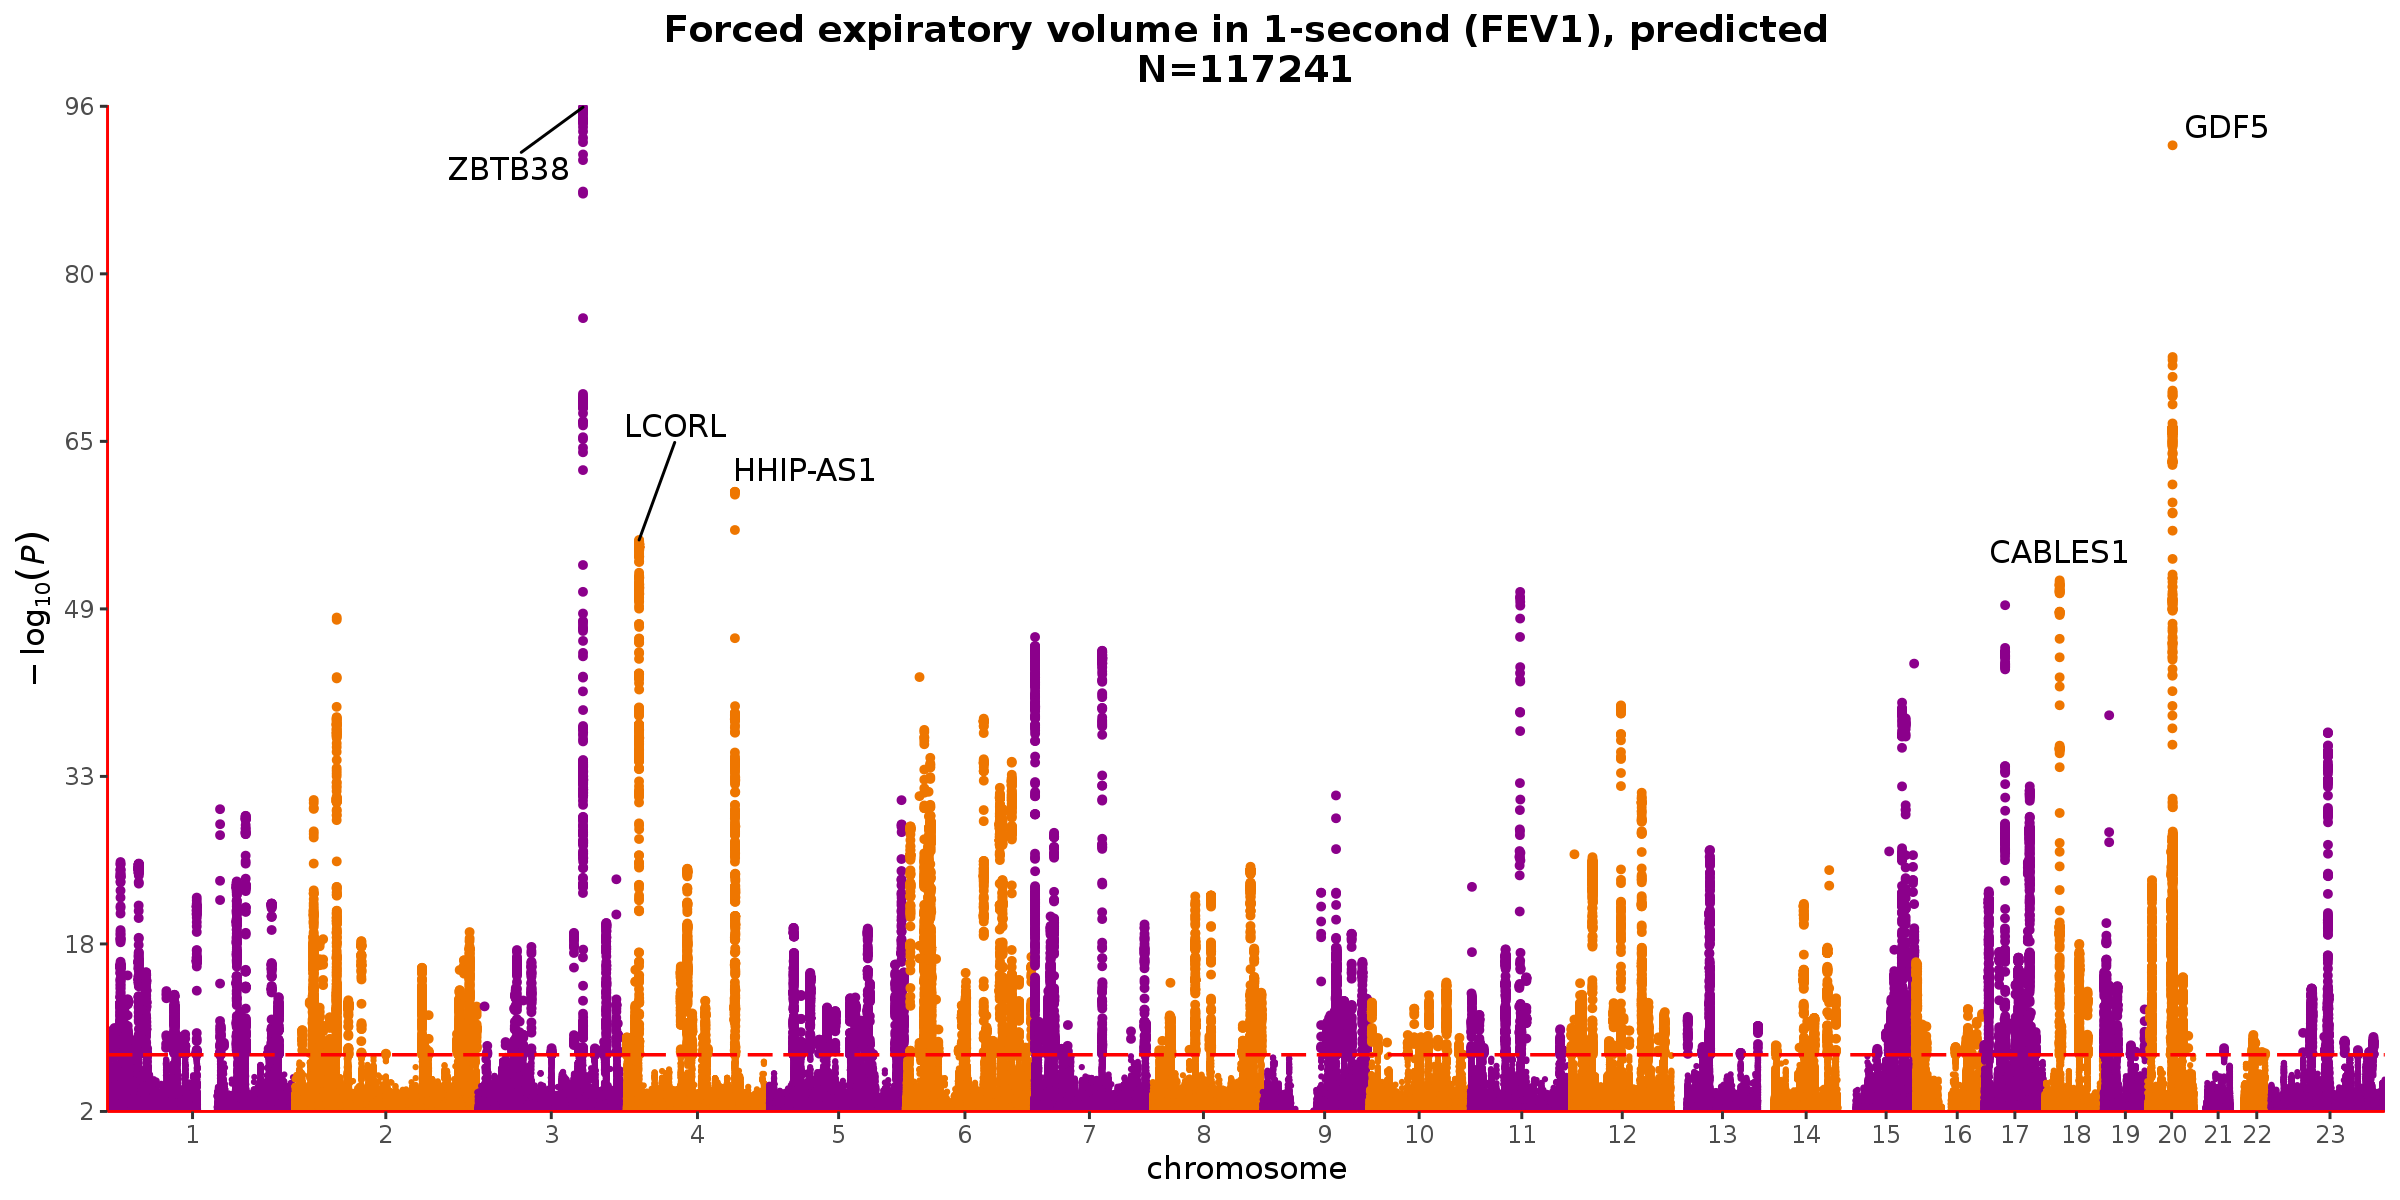 Forced expiratory volume in 1-second (FEV1), predicted
N=117241
96
80
65
49
33
18
2
−log10(P)
ZBTB38
GDF5
LCORL
HHIP-AS1
CABLES1
1 2 3 4 5 6 7 8 9 10 11 12 13 14 15 16 17 18 19 20 21 22 23
chromosome